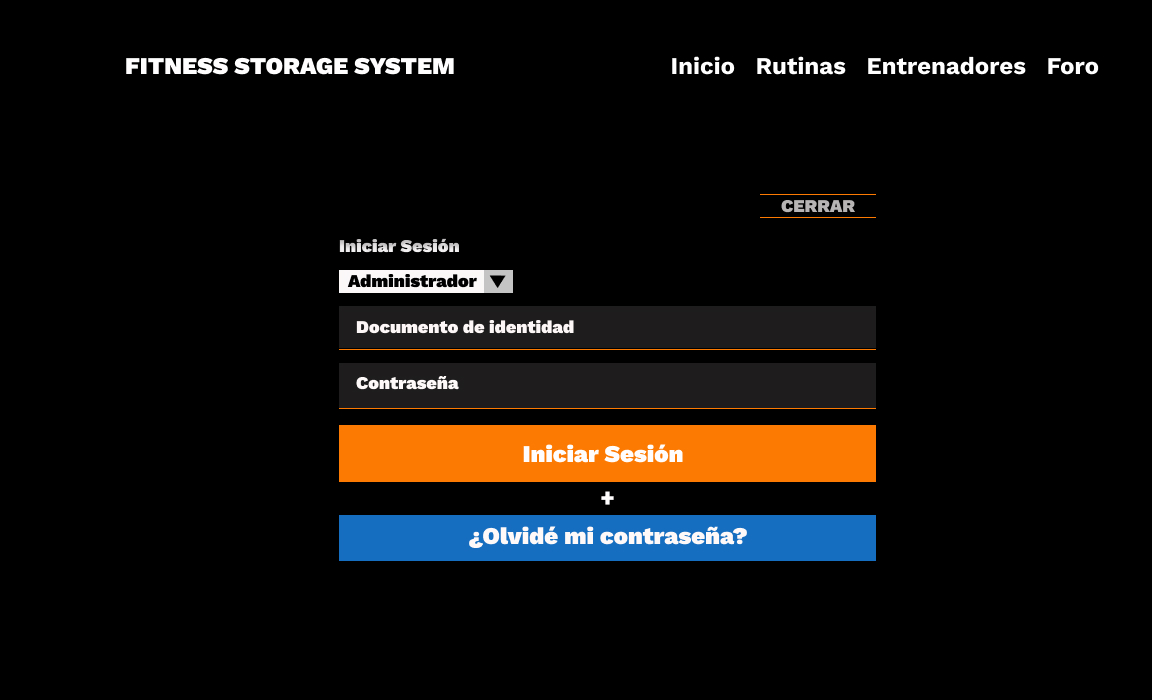 FITNESS STORAGE SYSTEM
Inicio Rutinas Entrenadores Foro
CERRAR
Iniciar Sesión
Administrador
Documento de identidad
Contraseña
Iniciar Sesión
+
¿Olvidé mi contraseña?